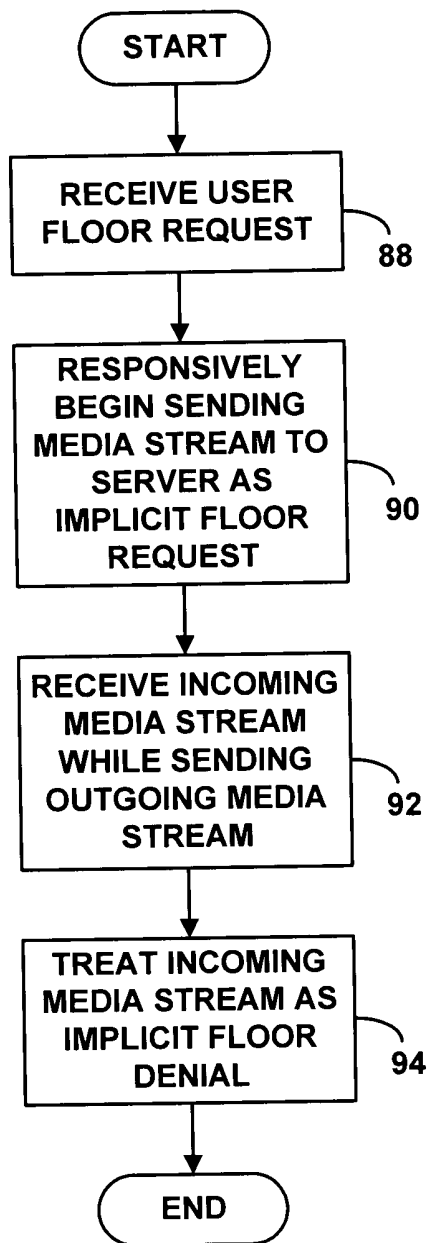 START
RECEIVE USER
FLOOR REQUEST
88
RESPONSIVELY
BEGIN SENDING
MEDIA STREAM TO
SERVER AS
IMPLICIT FLOOR
REQUEST
90
RECEIVE INCOMING
MEDIA STREAM
WHILE SENDING
OUTGOING MEDIA
STREAM
92
TREAT INCOMING
MEDIA STREAM AS
IMPLICIT FLOOR
DENIAL
94
END